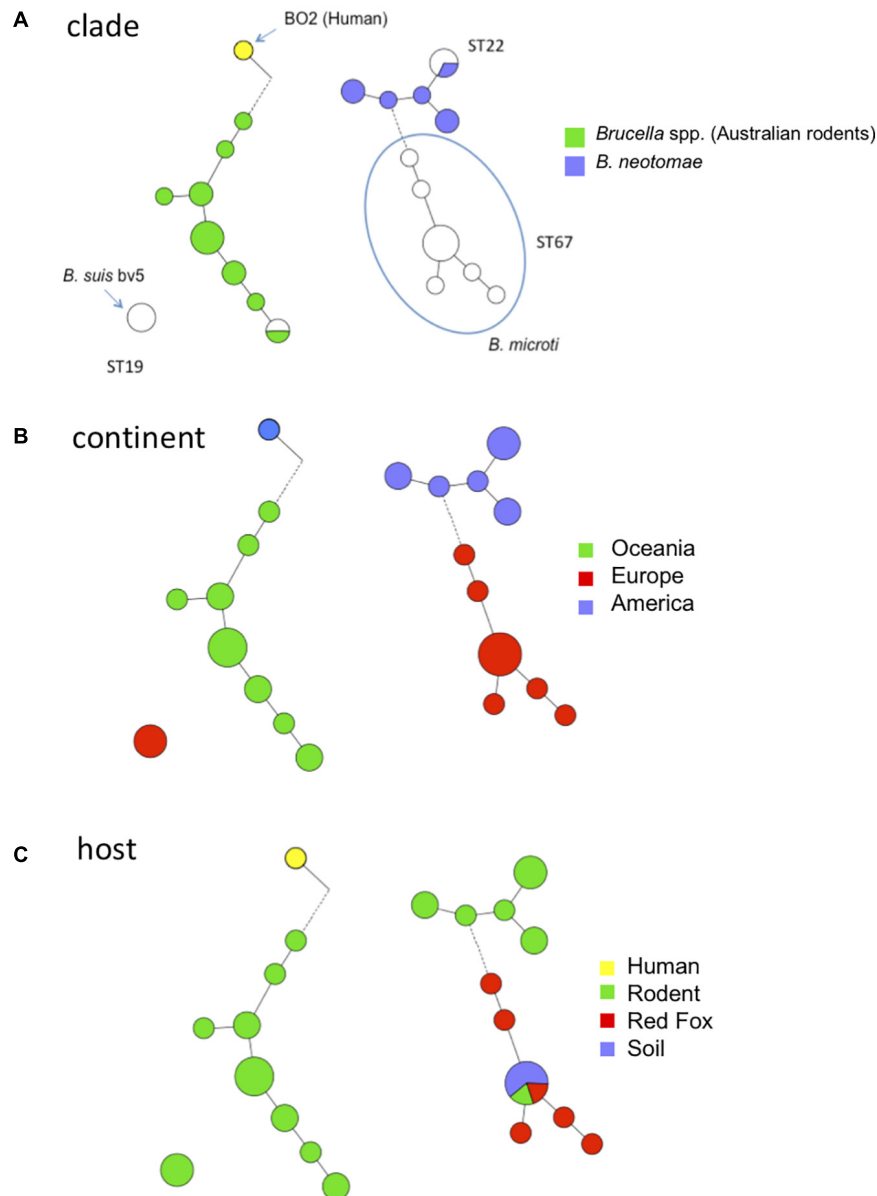 A
clade
BO2 (Human)
ST22
Brucella spp. (Australian rodents)
B. neotomae
ST67
B. suis bv5
ST19
B. microti
B
continent
Oceania
Europe
America
C
host
Human
Rodent
Red Fox
Soil